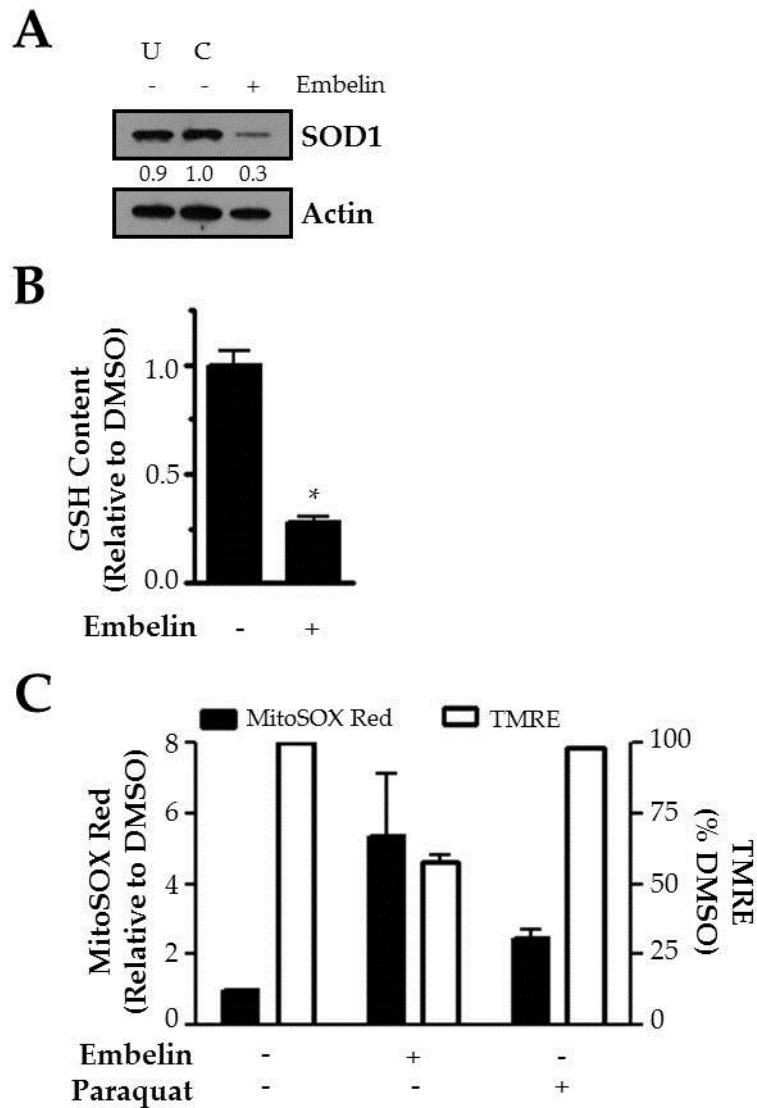 A
U C
- - + Embelin
SOD1
0.9 1.0 0.3
Actin
B
GSH Content
(Relative to DMSO)
1.0
0.5
0.0
*
Embelin - +
C
MitoSOX Red TMRE
MitoSOX Red
(Relative to DMSO)
8
6
4
2
0
100
75
50
25
0
TMRE
(% DMSO)
Embelin - + -
Paraquat - - +